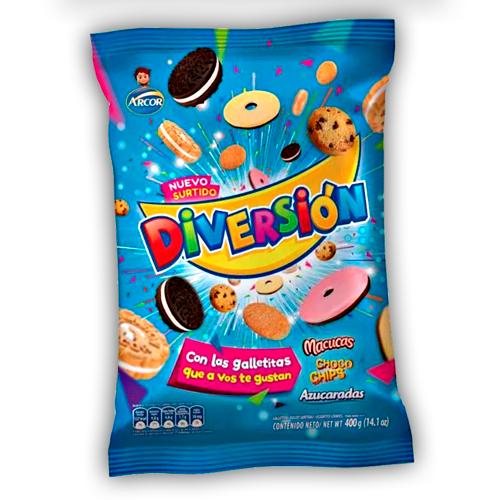 ARCOR
NUEVO
SURTIDO
DIVERSIÓN
Con las galletitas
que a vos te gustan
Macucas
CHOCO
CHIPS
Azucaradas
CONTENIDO NETO/ NET WT 400g (14.1 oz)